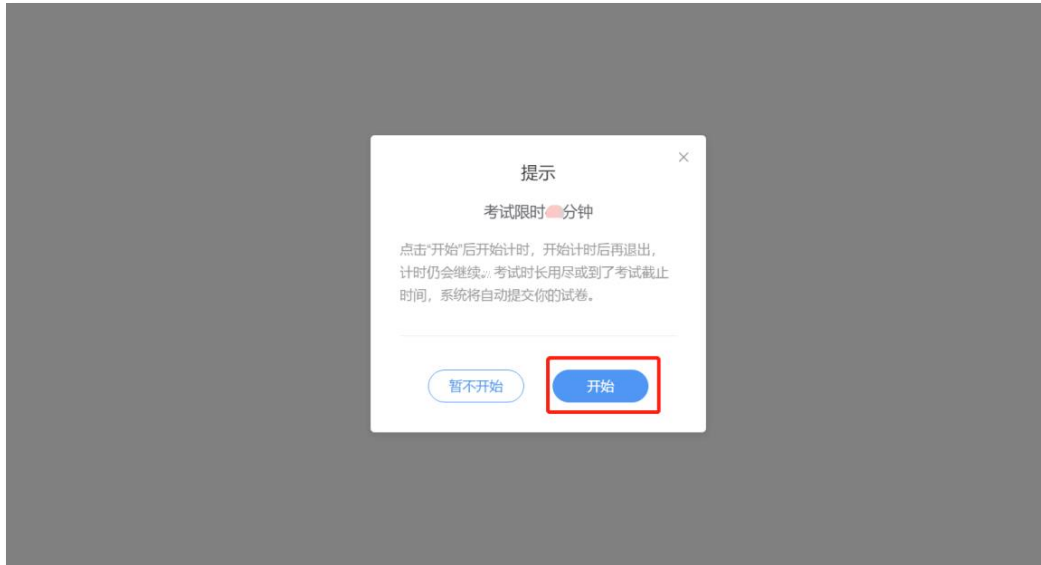 提示
考试限时 分钟
点击“开始”后开始计时，开始计时后再退出，
计时仍会继续。考试时长用尽或到了考试截止
时间，系统将自动提交你的试卷。
暂不开始
开始